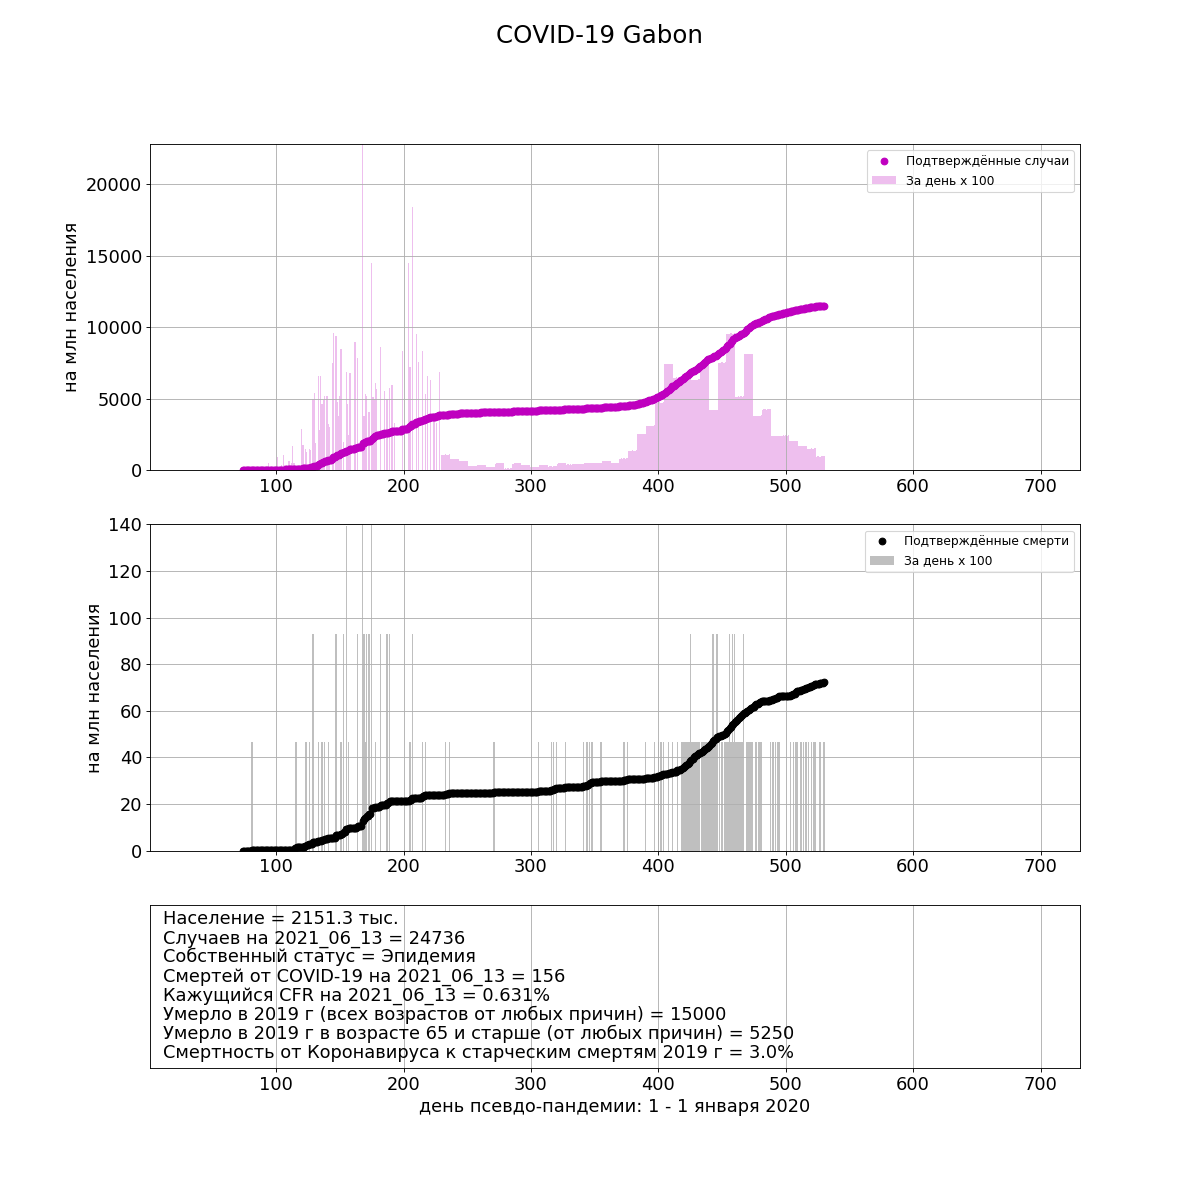 COVID-19 Gabon
20000
15000
10000
5000
0
на млн населения
Подтверждённые случаи
За день x 100
100 200 300 400 500 600 700
140
120
100
80
60
40
20
0
на млн населения
Подтверждённые смерти
За день x 100
100 200 300 400 500 600 700
Население = 2151.3 тыс.
Случаев на 2021_06_13 = 24736
Собственный статус = Эпидемия
Смертей от COVID-19 на 2021_06_13 = 156
Кажущийся CFR на 2021_06_13 = 0.631%
Умерло в 2019 г (всех возрастов от любых причин) = 15000
Умерло в 2019 г в возрасте 65 и старше (от любых причин) = 5250
Смертность от Коронавируса к старческим смертям 2019 г = 3.0%
100 200 300 400 500 600 700
день псевдо-пандемии: 1 - 1 января 2020